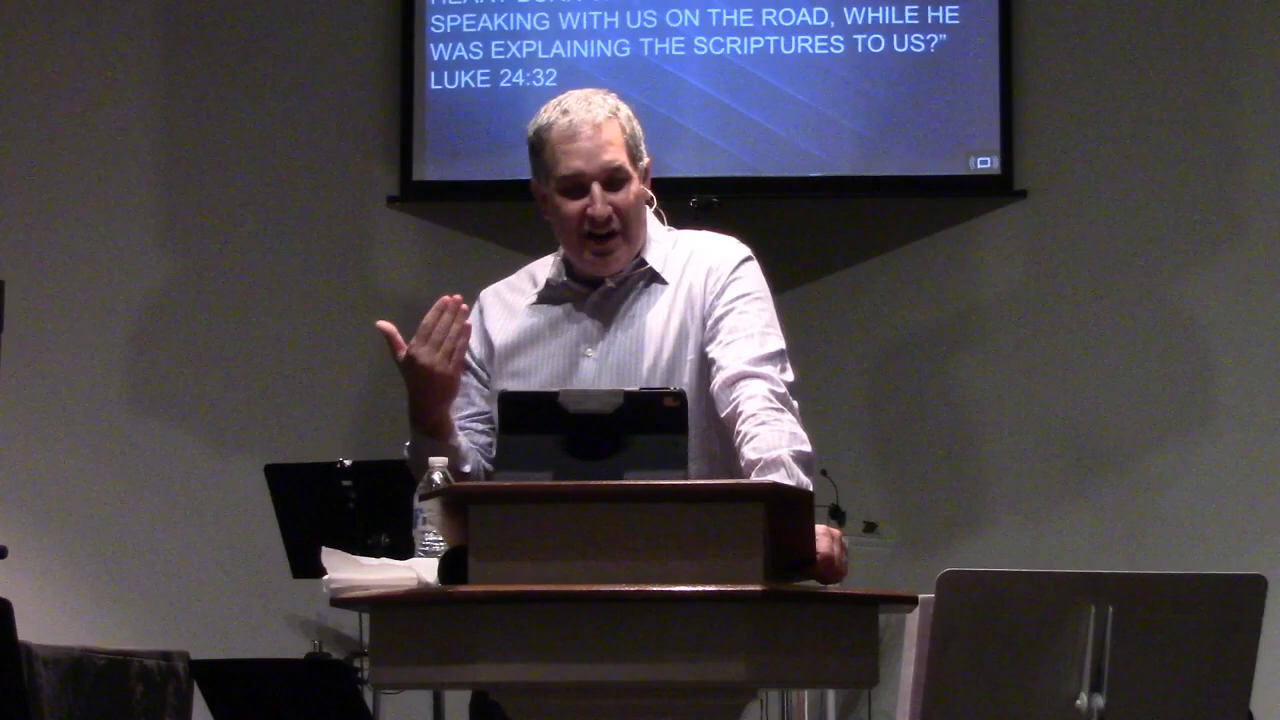 SPEAKING WITH US ON THE ROAD, WHILE HE
WAS EXPLAINING THE SCRIPTURES TO US?”
LUKE 24:32